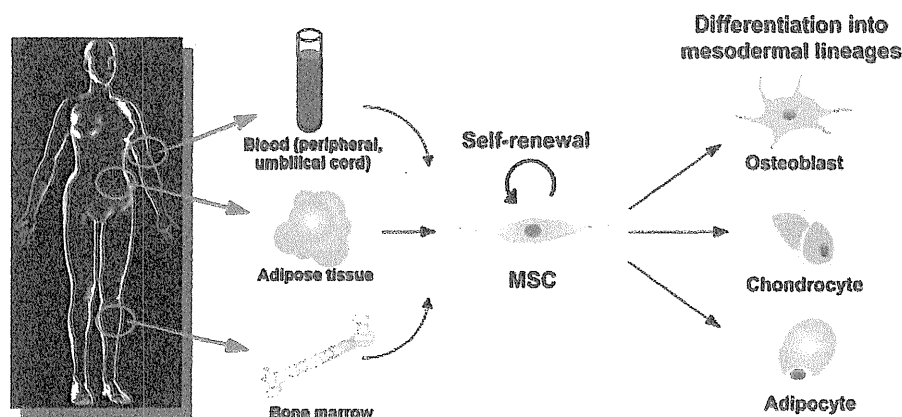 Differentiation into
mesodermal lineages
Blood (peripheral,
umbilical cord)
Self-renewal
Osteoblast
Adipose tissue
MSC
Chondrocyte
Bone marrow
Adipocyte